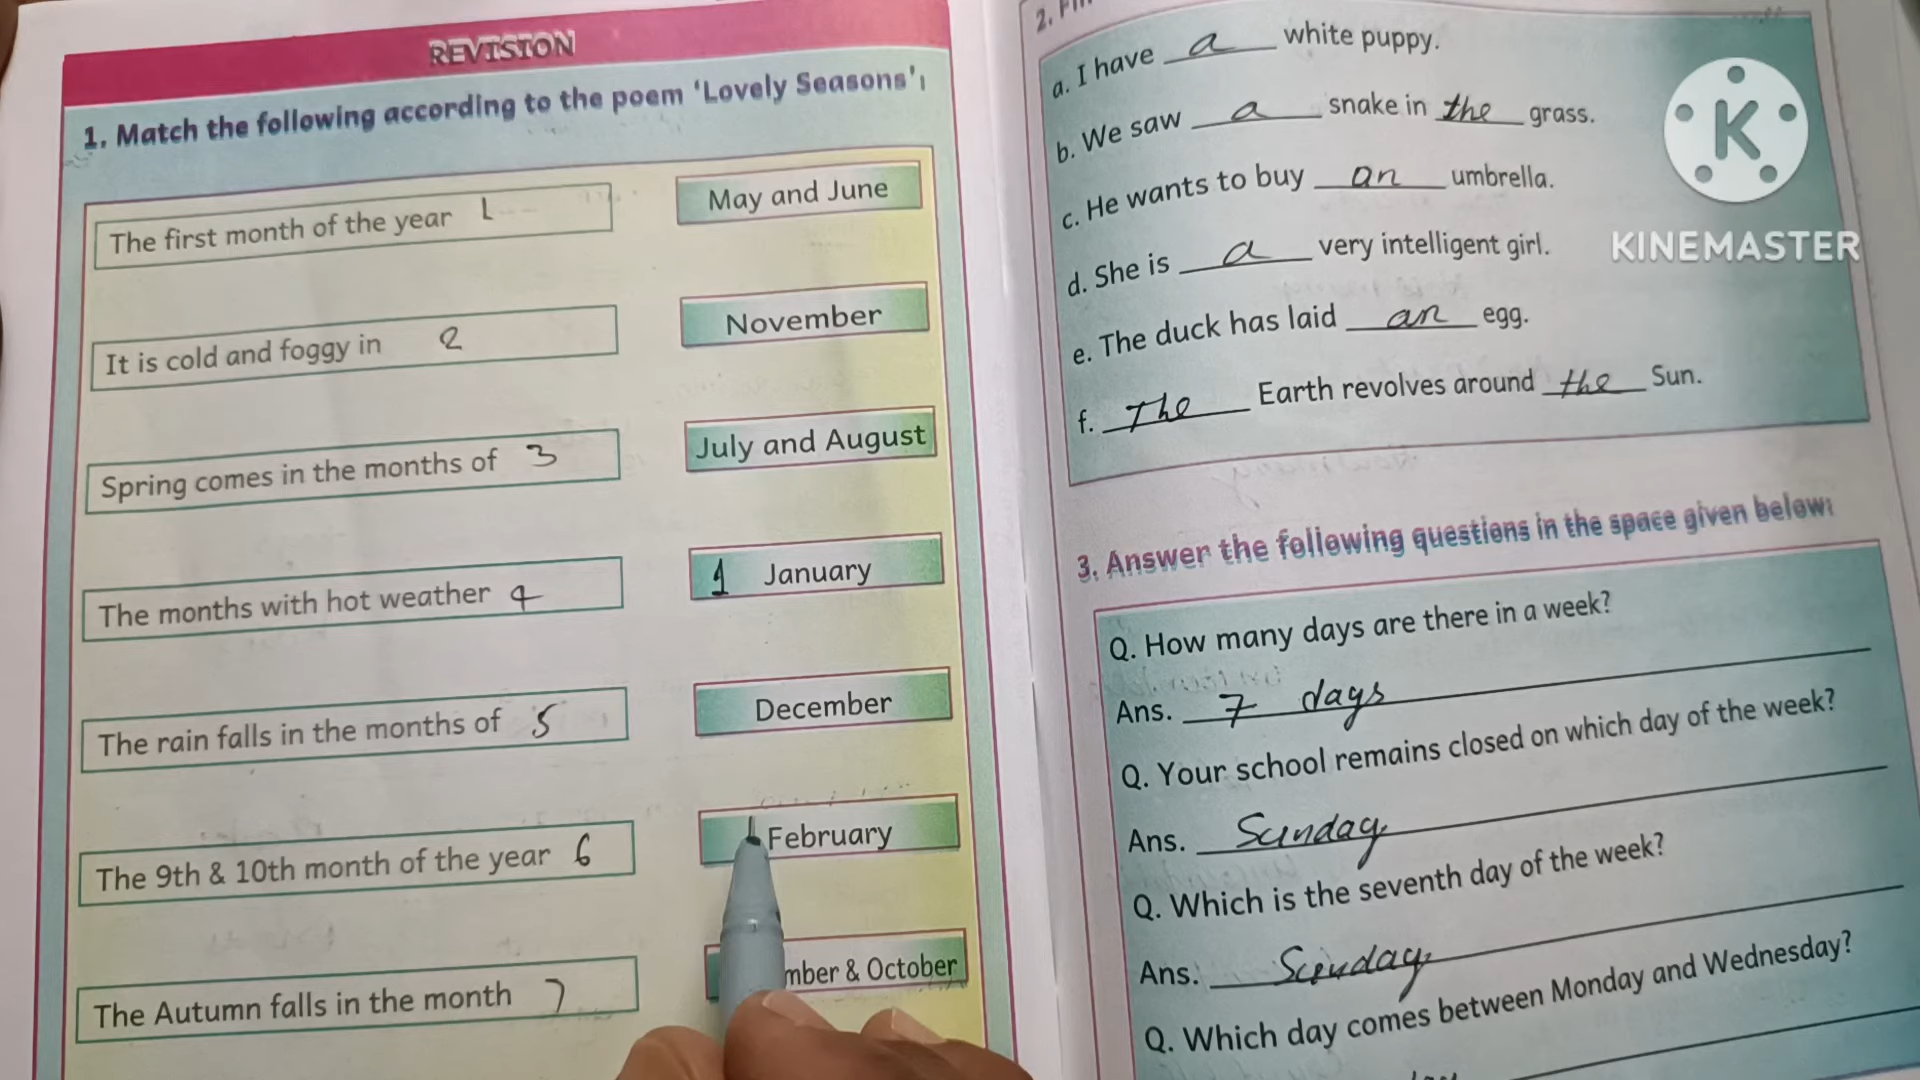 REVISION
1. Match the following according to the poem 'Lovely Seasons':
The first month of the year 1
May and June
It is cold and foggy in 2
November
Spring comes in the months of 3
July and August
The months with hot weather 4
1 January
The rain falls in the months of 5
December
The 9th & 10th month of the year 6
February
The Autumn falls in the month 7
mber & October
2.
a. I have a white puppy.
b. We saw a snake in the grass.
c. He wants to buy an umbrella.
d. She is a very intelligent girl.
e. The duck has laid an egg.
f. The Earth revolves around the Sun.
K
KINEMASTER
3. Answer the following questions in the space given below:
Q. How many days are there in a week?
Ans. 7 days
Q. Your school remains closed on which day of the week?
Ans. Sunday
Q. Which is the seventh day of the week?
Ans. Sunday
Q. Which day comes between Monday and Wednesday?